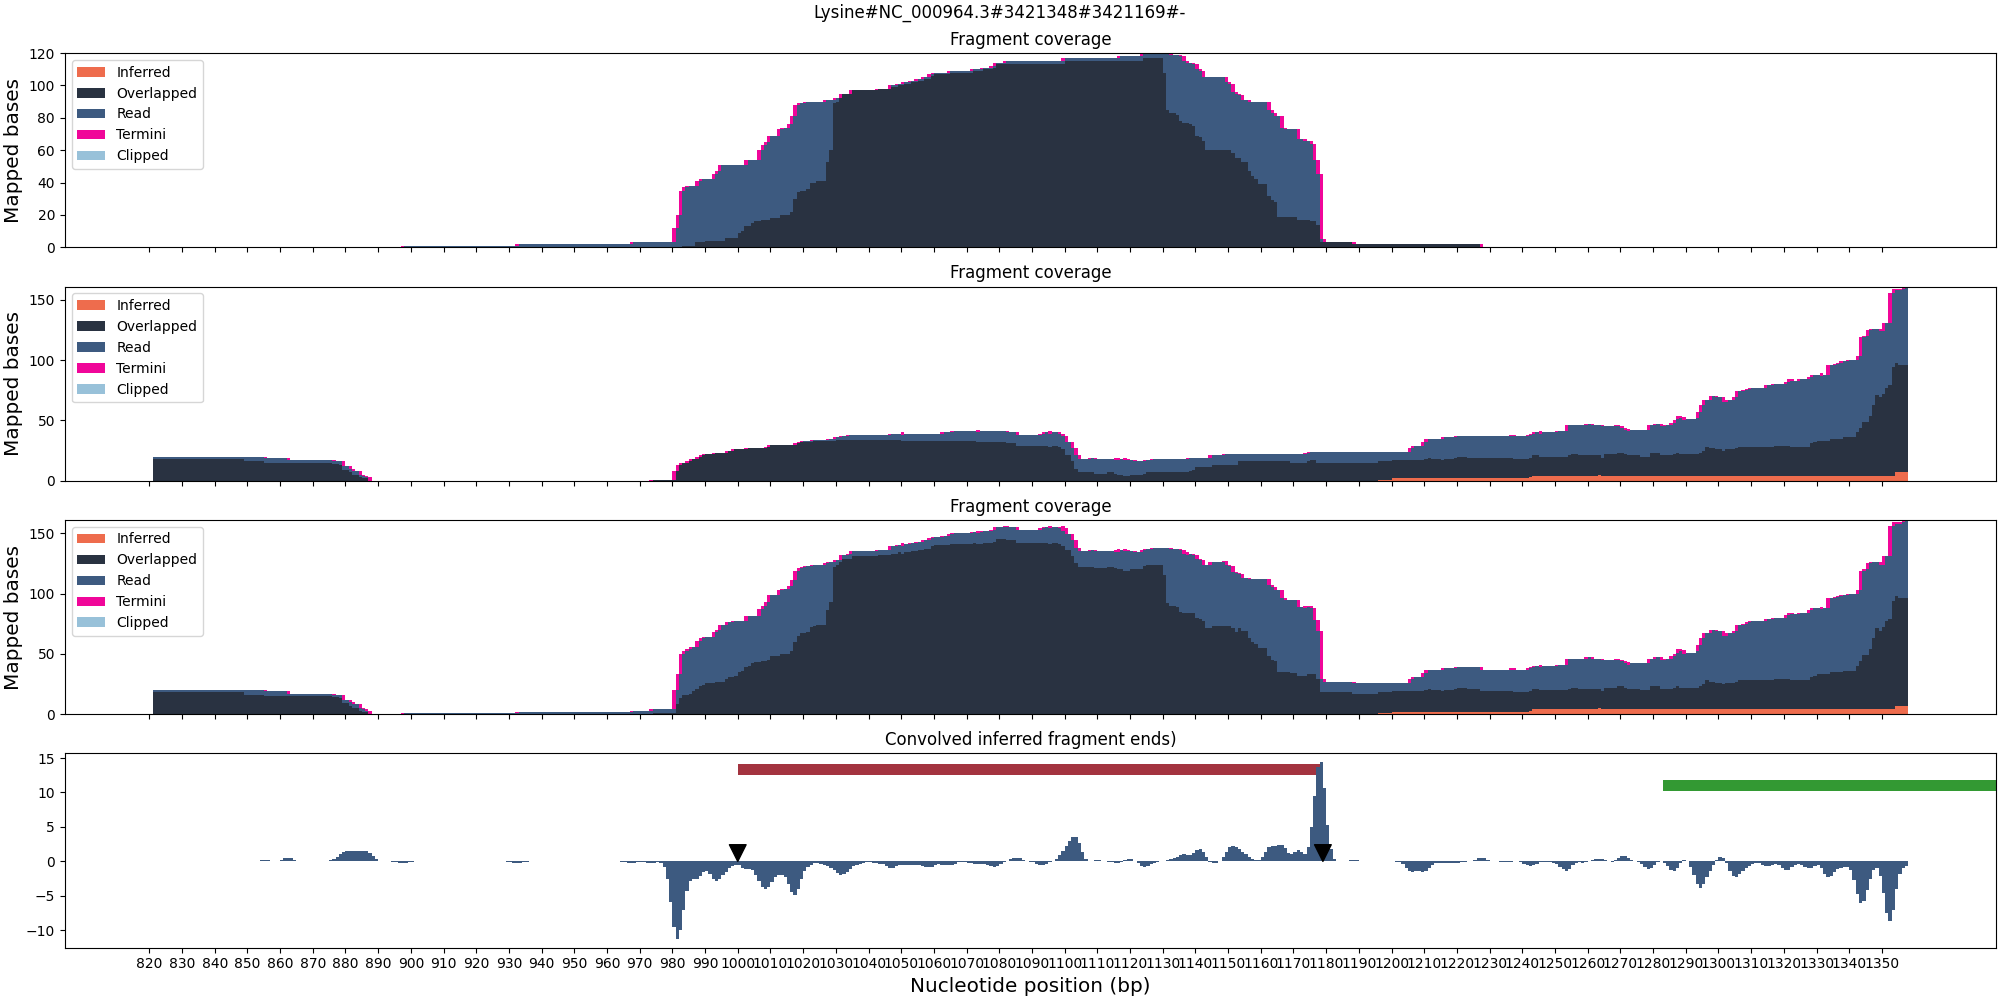 Lysine#NC_000964.3#3421348#3421169#-
Fragment coverage
Mapped bases
120
100
80
60
40
20
0
Inferred
Overlapped
Read
Termini
Clipped
Fragment coverage
Mapped bases
150
100
50
0
Inferred
Overlapped
Read
Termini
Clipped
Fragment coverage
Mapped bases
150
100
50
0
Inferred
Overlapped
Read
Termini
Clipped
Convolved inferred fragment ends)
15
10
5
0
−5
−10
820 830 840 850 860 870 880 890 900 910 920 930 940 950 960 970 980 990 1000 1010 1020 1030 1040 1050 1060 1070 1080 1090 1100 1110 1120 1130 1140 1150 1160 1170 1180 1190 1200 1210 1220 1230 1240 1250 1260 1270 1280 1290 1300 1310 1320 1330 1340 1350
Nucleotide position (bp)